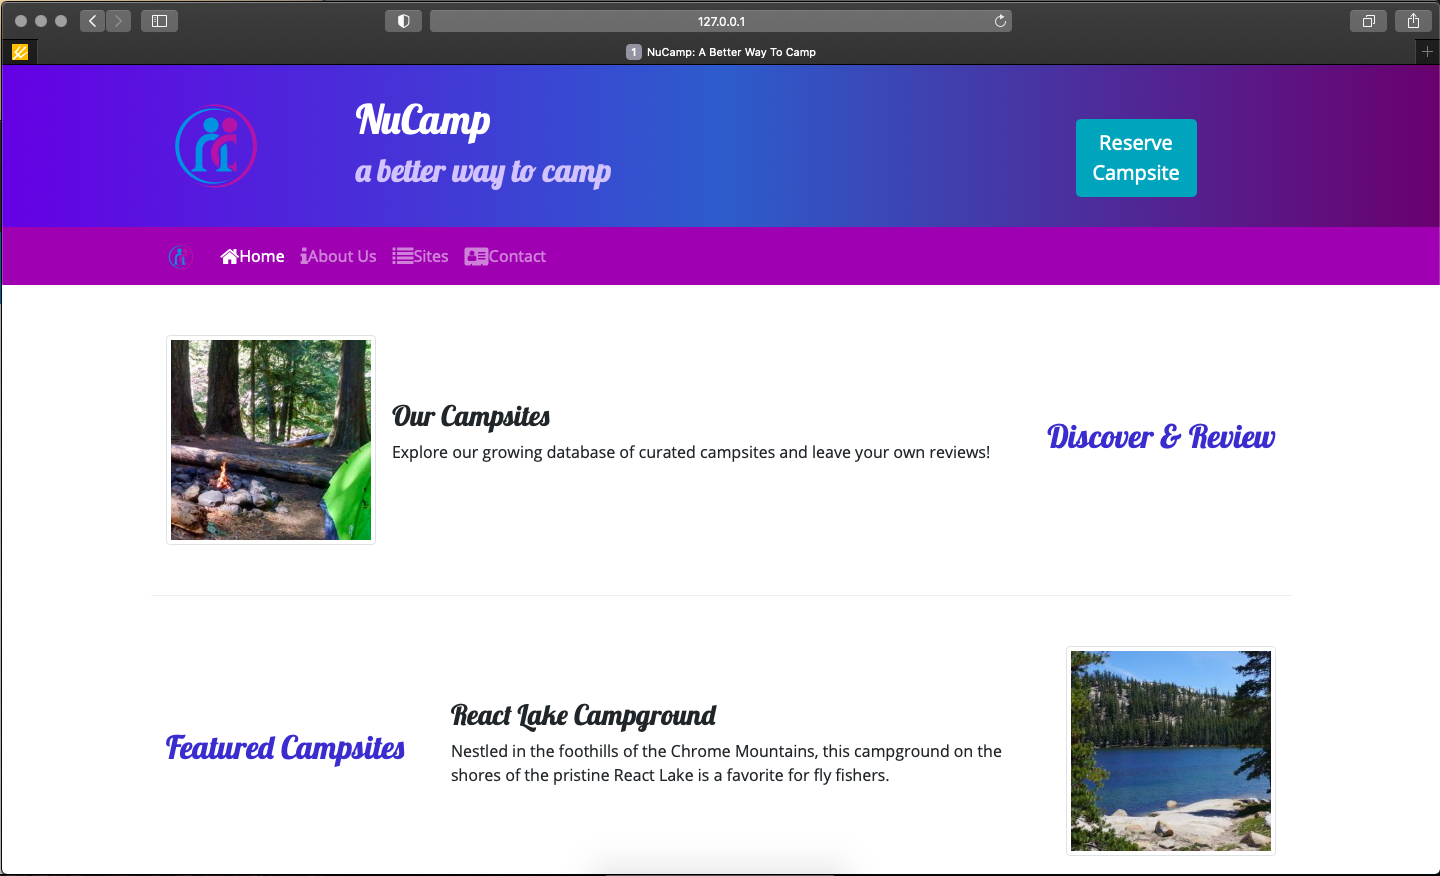 127.0.0.1
1 NuCamp: A Better Way To Camp
NuCamp
a better way to camp
Reserve
Campsite
Home About Us Sites Contact
Our Campsites
Explore our growing database of curated campsites and leave your own reviews!
Discover & Review
Featured Campsites
React Lake Campground
Nestled in the foothills of the Chrome Mountains, this campground on the
shores of the pristine React Lake is a favorite for fly fishers.